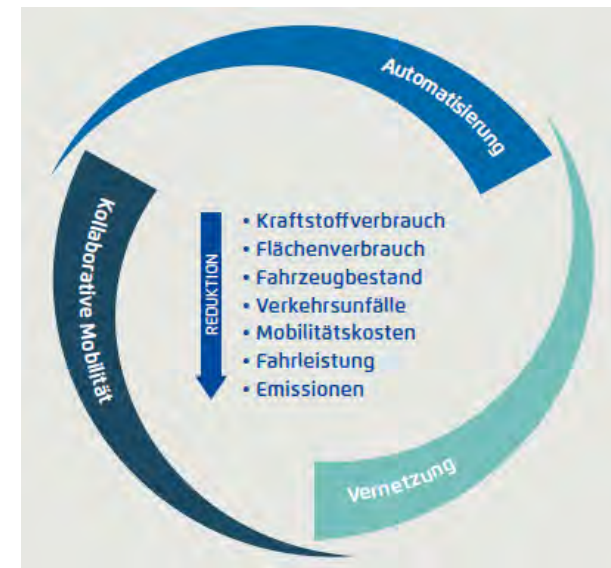 Automatisierung
Kollaborative Mobilität
REDUKTION
• Kraftstoffverbrauch
• Flächenverbrauch
• Fahrzeugbestand
• Verkehrsunfälle
• Mobilitätskosten
• Fahrleistung
• Emissionen
Vernetzung